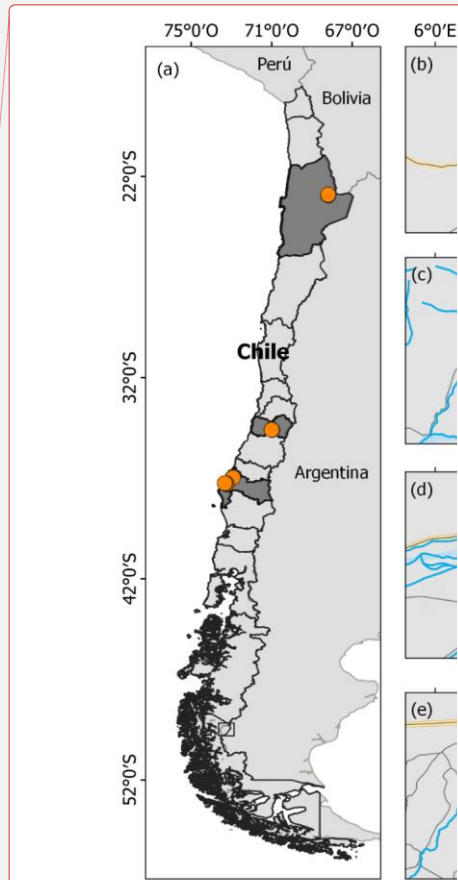 75°0'O 71°0'O 67°0'O 6°0'E
(a)
Perú
(b)
Bolivia
22°0'S
(c)
Chile
32°0'S
Argentina
(d)
42°0'S
(e)
52°0'S